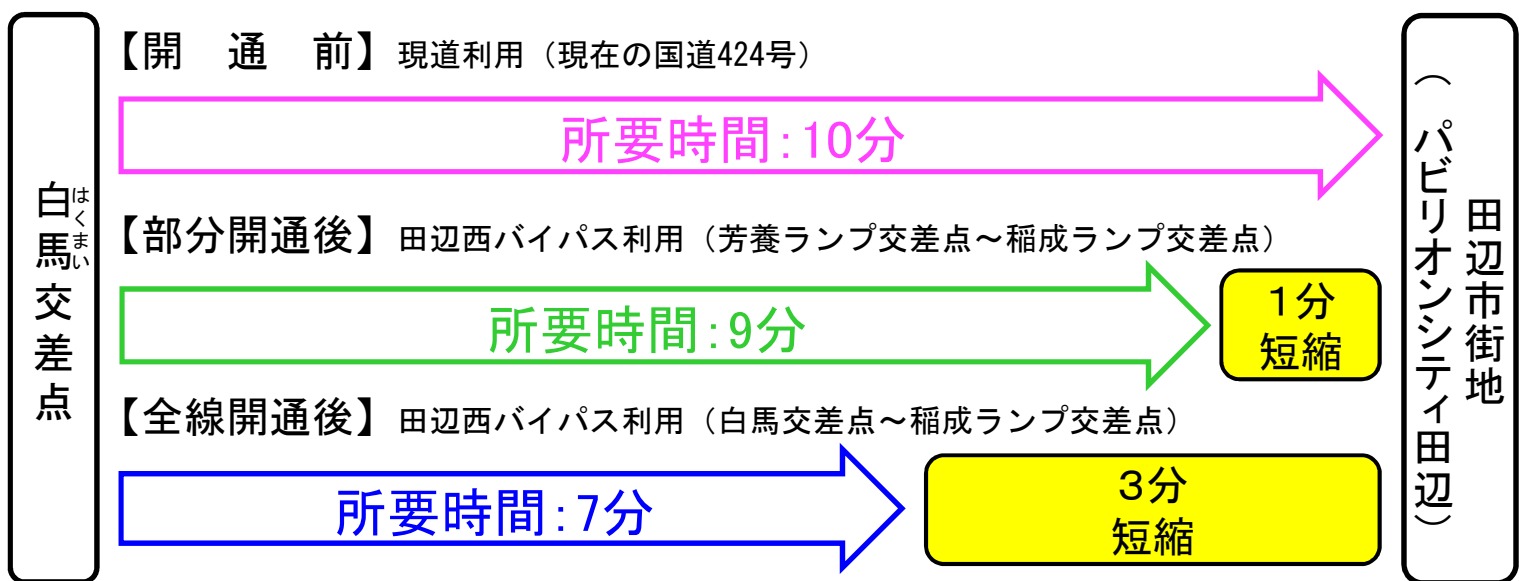 白馬交差点
はくまい
【開　通　前】現道利用（現在の国道424号）
所要時間：10分
【部分開通後】田辺西バイパス利用（芳養ランプ交差点～稲成ランプ交差点）
所要時間：9分
1分
短縮
【全線開通後】田辺西バイパス利用（白馬交差点～稲成ランプ交差点）
所要時間：7分
3分
短縮
田辺市街地
（パビリオンシティ田辺）